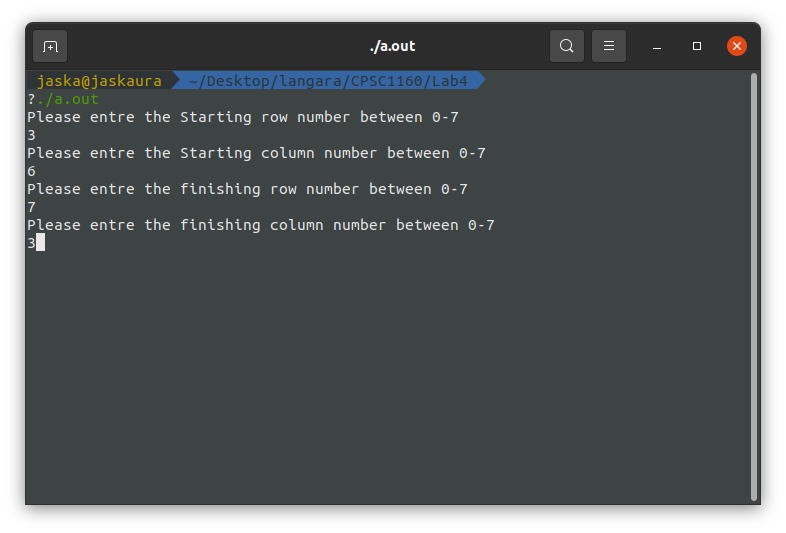 ./a.out
jaska@jaskaura ~/Desktop/langara/CPSC1160/Lab4
?./a.out
Please entre the Starting row number between 0-7
3
Please entre the Starting column number between 0-7
6
Please entre the finishing row number between 0-7
7
Please entre the finishing column number between 0-7
3